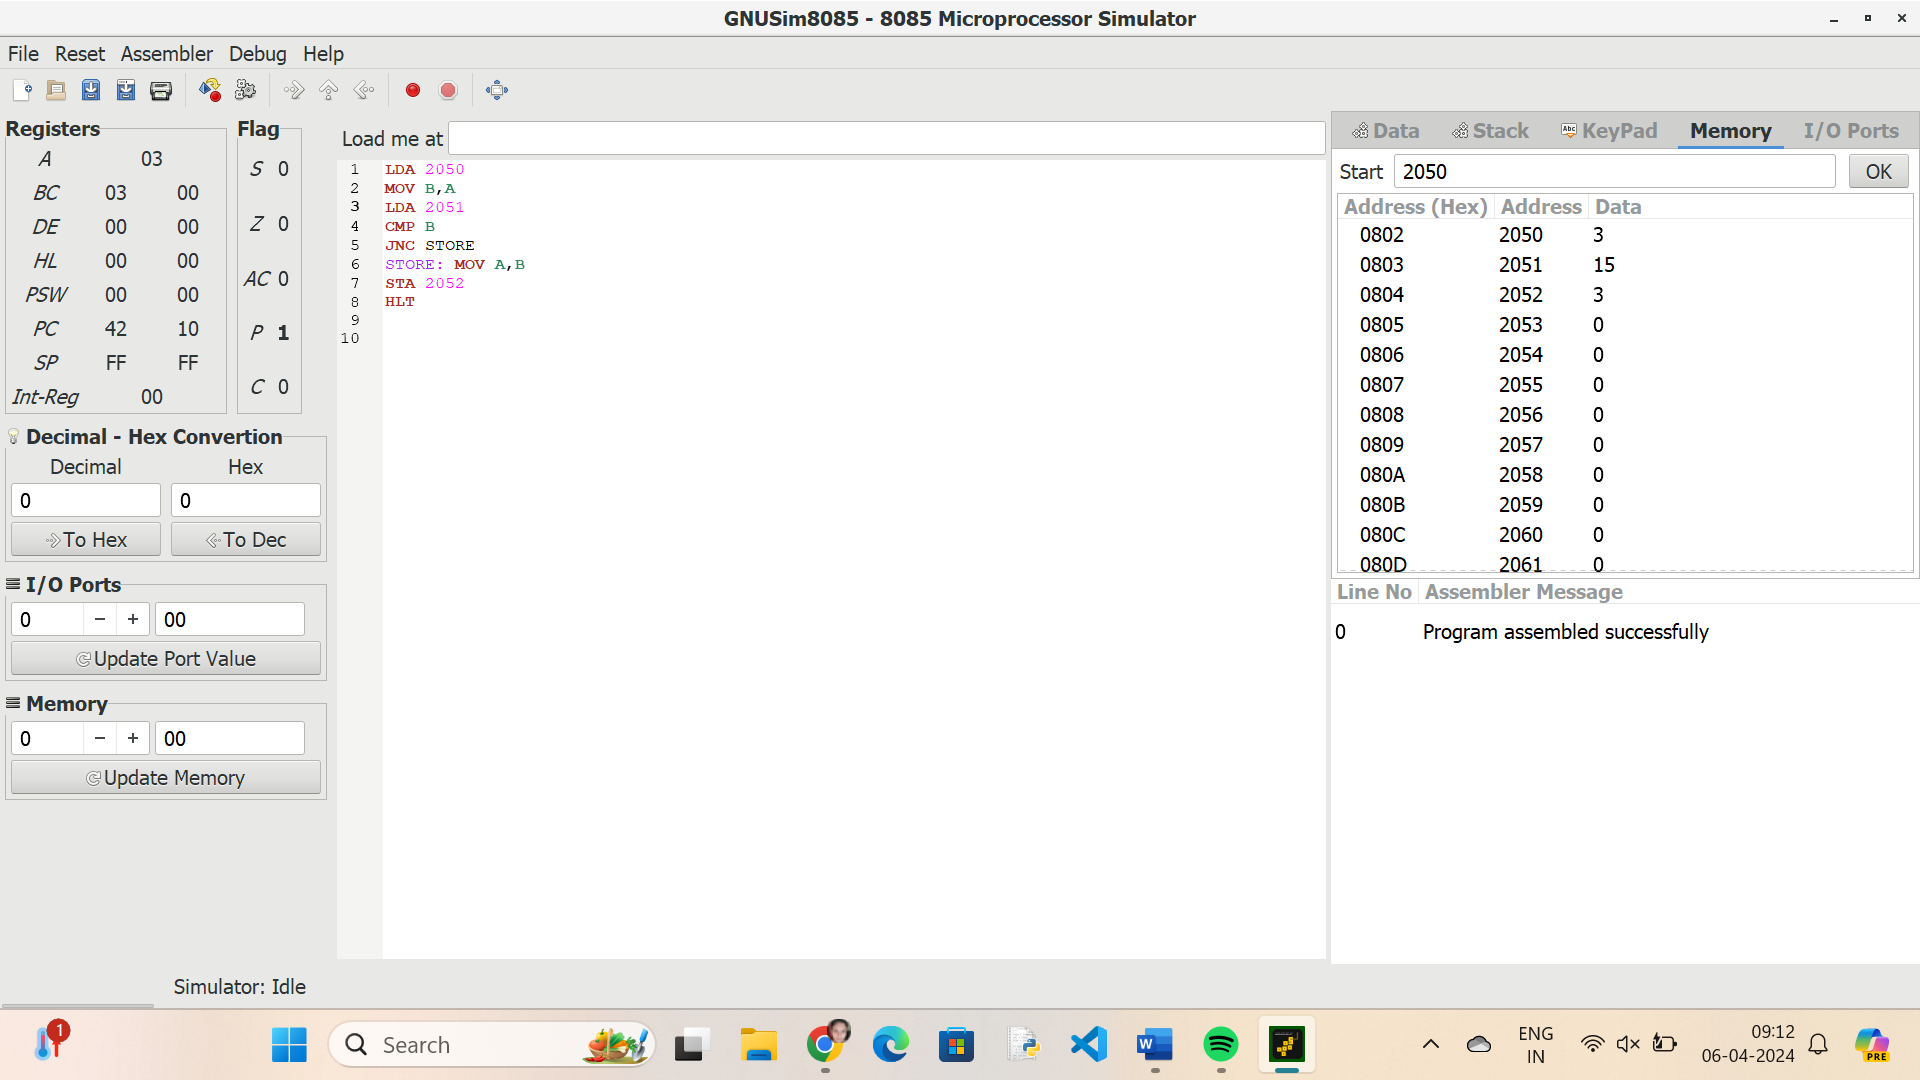 GNUSim8085 - 8085 Microprocessor Simulator
File Reset Assembler Debug Help
Registers
A 03
BC 03 00
DE 00 00
HL 00 00
PSW 00 00
PC 42 10
SP FF FF
Int-Reg 00
Flag
S 0
Z 0
AC 0
P 1
C 0
Decimal - Hex Convertion
Decimal Hex
0 0
To Hex To Dec
I/O Ports
0 − + 00
Update Port Value
Memory
0 − + 00
Update Memory
Load me at
1 LDA 2050
2 MOV B,A
3 LDA 2051
4 CMP B
5 JNC STORE
6 STORE: MOV A,B
7 STA 2052
8 HLT
9
10
Data Stack Abc KeyPad Memory I/O Ports
Start 2050 OK
Address (Hex) Address Data
0802 2050 3
0803 2051 15
0804 2052 3
0805 2053 0
0806 2054 0
0807 2055 0
0808 2056 0
0809 2057 0
080A 2058 0
080B 2059 0
080C 2060 0
080D 2061 0
Line No Assembler Message
0 Program assembled successfully
Simulator: Idle
1
Search
W
ENG
IN
09:12
06-04-2024
PRE